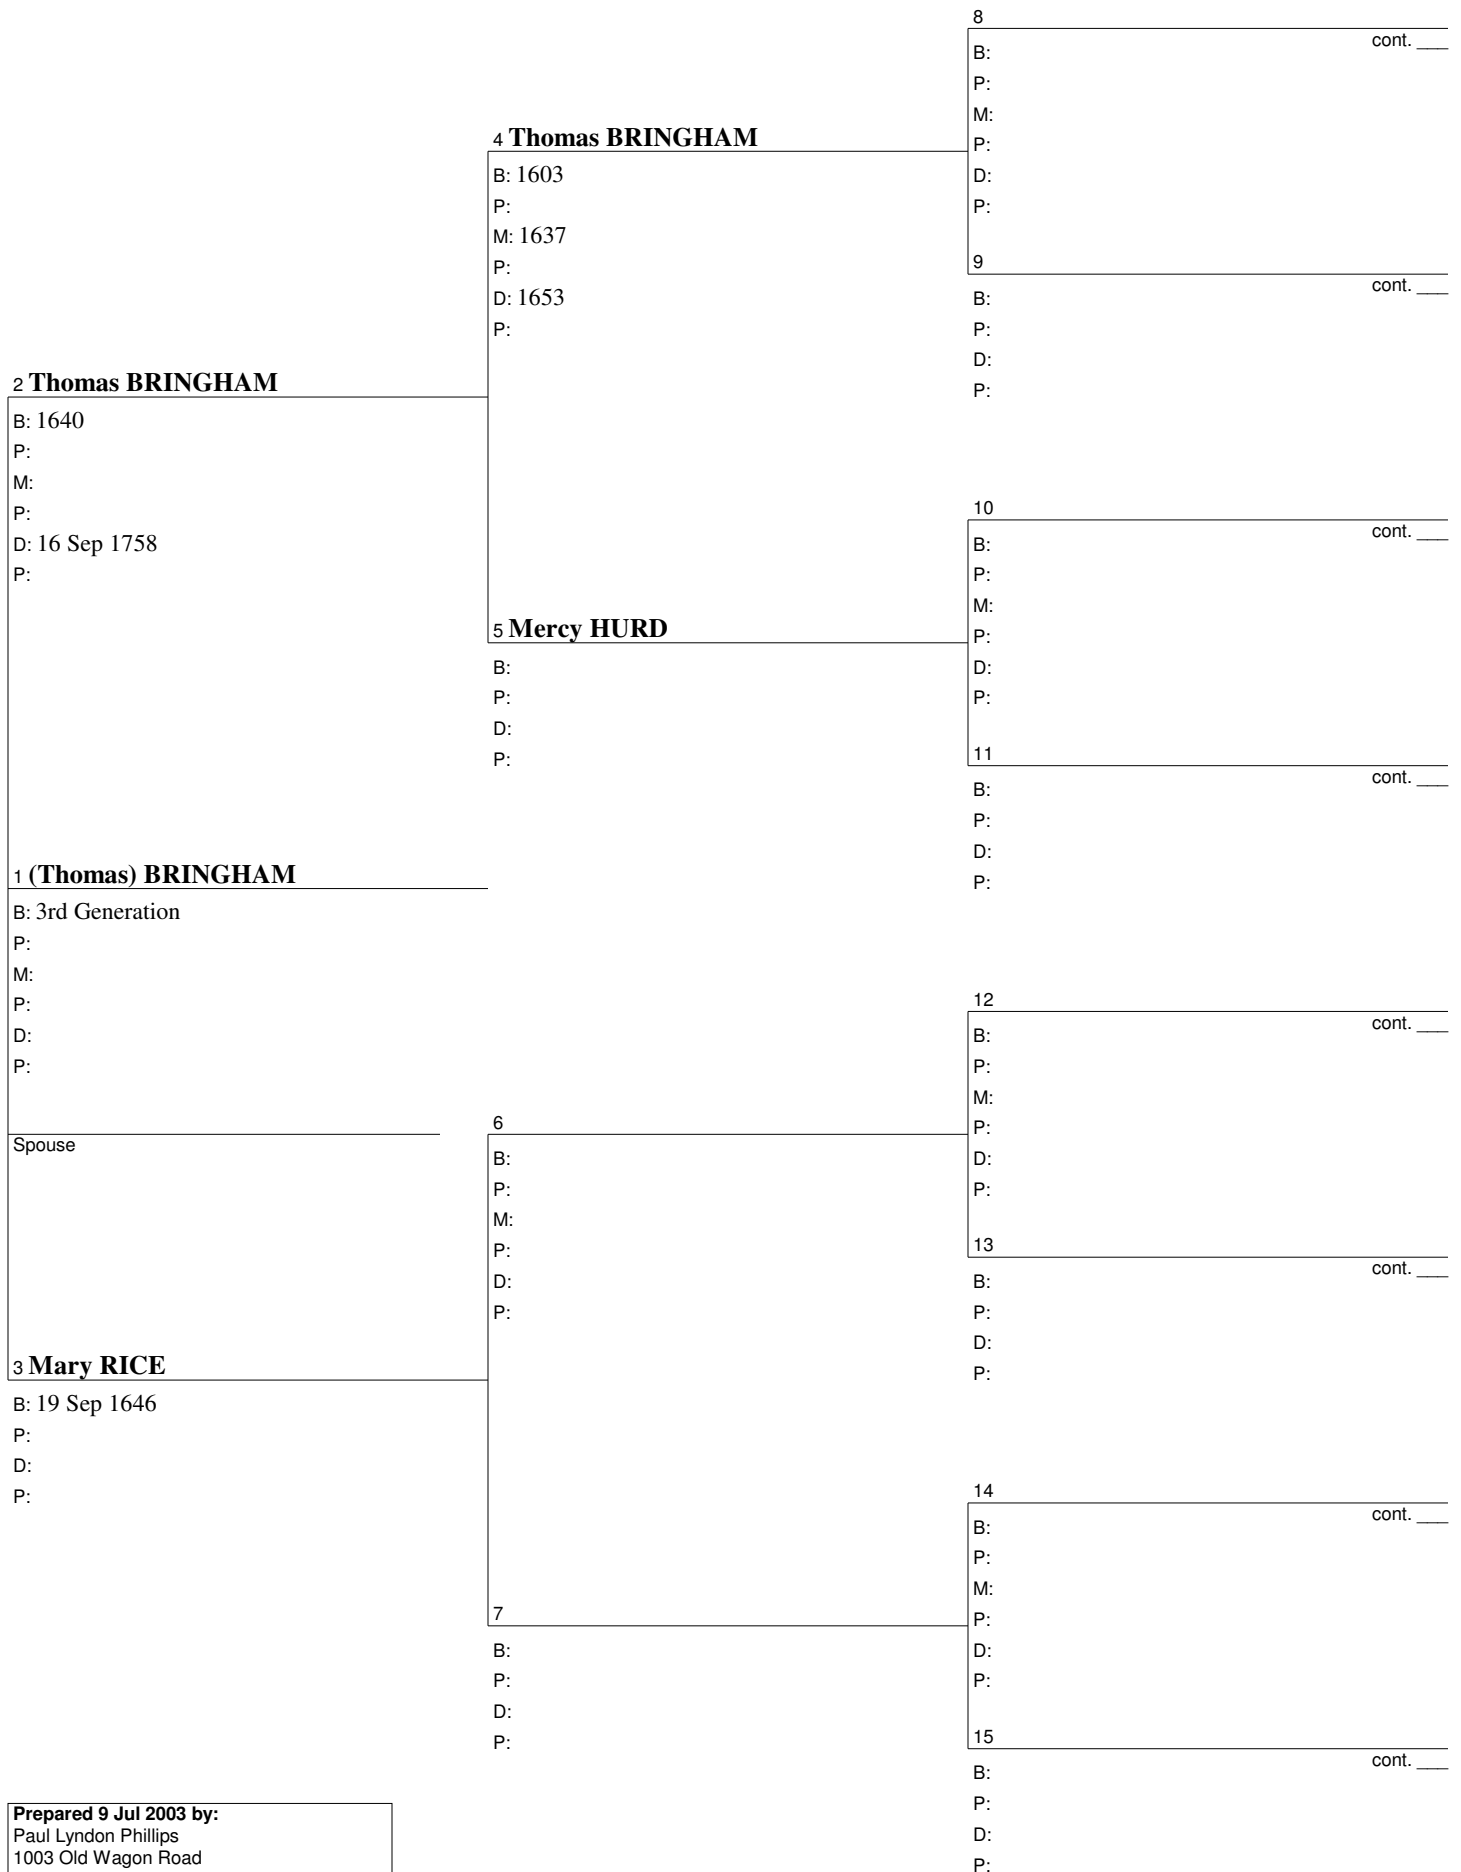 2 Thomas BRINGHAM
B: 1640
P:
M:
P:
D: 16 Sep 1758
P:
1 (Thomas) BRINGHAM
B: 3rd Generation
P:
M:
P:
D:
P:
Spouse
3 Mary RICE
B: 19 Sep 1646
P:
D:
P:
4 Thomas BRINGHAM
B: 1603
P:
M: 1637
P:
D: 1653
P:
5 Mercy HURD
B:
P:
D:
P:
6
B:
P:
M:
P:
D:
P:
7
B:
P:
D:
P:
8
cont. ___
B:
P:
M:
P:
D:
P:
9
cont. ___
B:
P:
D:
P:
10
cont. ___
B:
P:
M:
P:
D:
P:
11
cont. ___
B:
P:
D:
P:
12
cont. ___
B:
P:
M:
P:
D:
P:
13
cont. ___
B:
P:
D:
P:
14
cont. ___
B:
P:
M:
P:
D:
P:
15
cont. ___
B:
P:
D:
P:
Prepared 9 Jul 2003 by:
Paul Lyndon Phillips
1003 Old Wagon Road